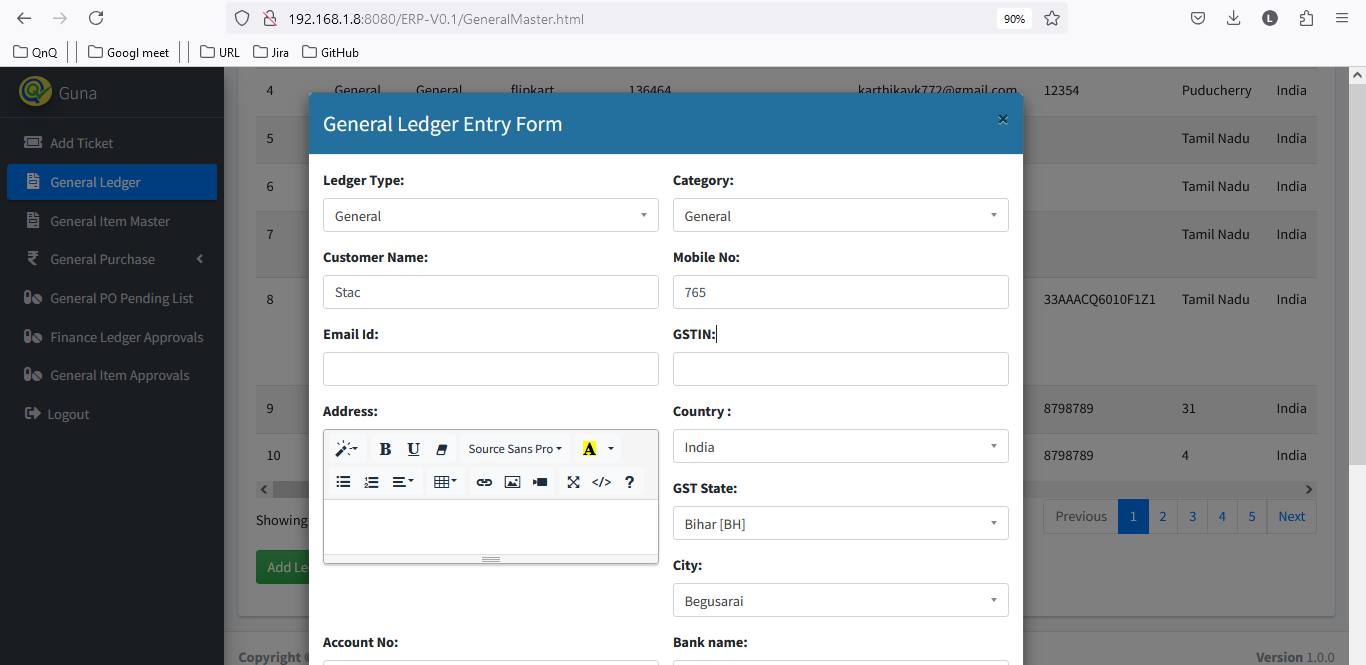 192.168.1.8:8080/ERP-V0.1/GeneralMaster.html 90% L
QnQ Googl meet URL Jira GitHub
Guna
Add Ticket
General Ledger
General Item Master
General Purchase
General PO Pending List
Finance Ledger Approvals
General Item Approvals
Logout
4 General General flipkart 136464 karthikavk772@gmail.com 12354 Puducherry India
5 Tamil Nadu India
6 Tamil Nadu India
7 Tamil Nadu India
8 33AAACQ6010F1Z1 Tamil Nadu India
9 8798789 31 India
10 8798789 4 India
Showing
Previous 1 2 3 4 5 Next
Add Le
General Ledger Entry Form ×
Ledger Type: Category:
General General
Customer Name: Mobile No:
Stac 765
Email Id: GSTIN:
Address: Country :
B U Source Sans Pro A
India
</> ?
GST State:
Bihar [BH]
City:
Begusarai
Account No: Bank name:
Copyright Version 1.0.0